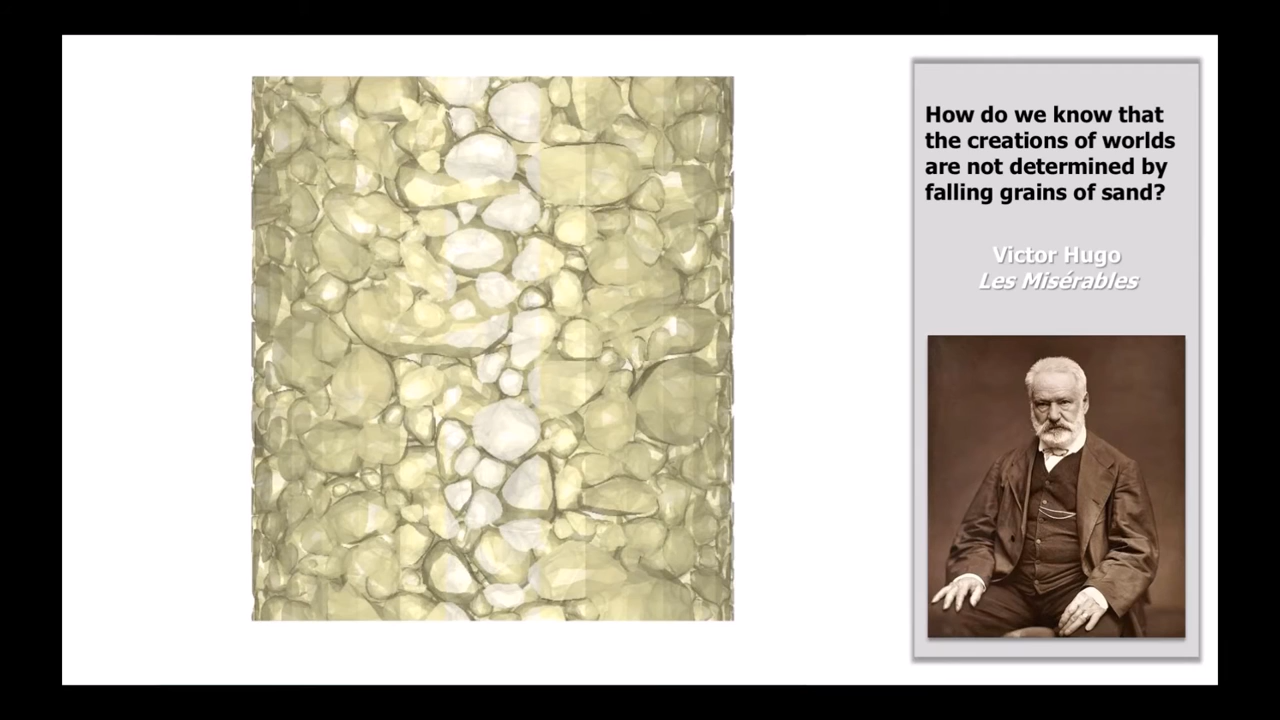 How do we know that
the creations of worlds
are not determined by
falling grains of sand?
Victor Hugo
Les Misérables